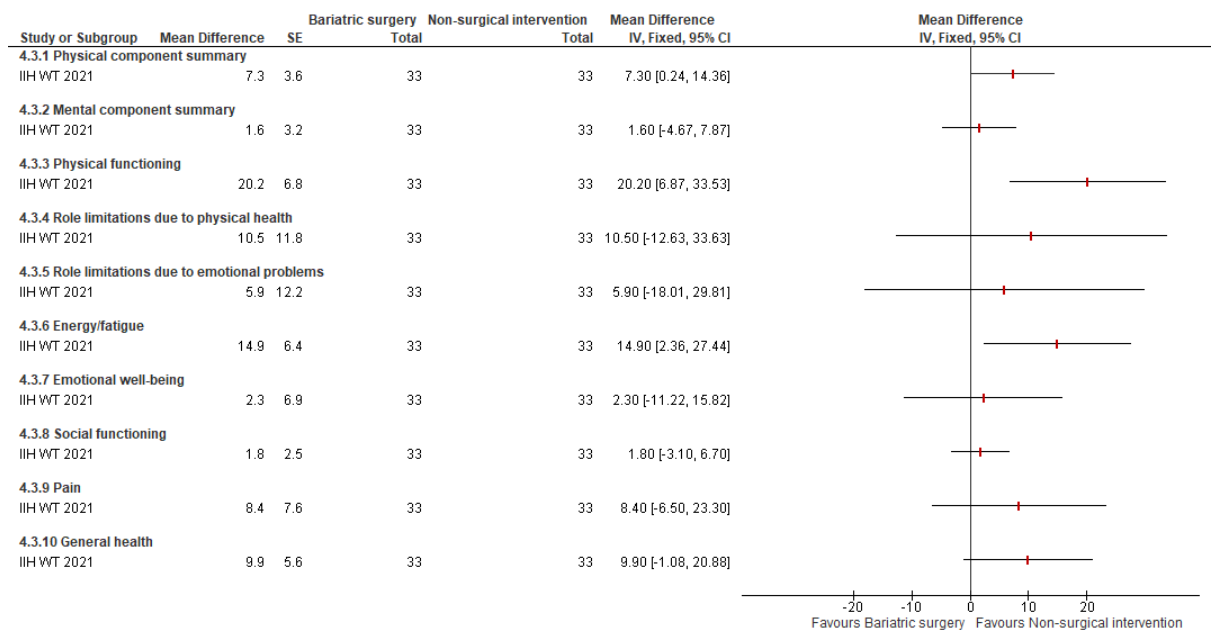 Bariatric surgery Non-surgical intervention Mean Difference Mean Difference
Study or Subgroup Mean Difference SE Total Total IV, Fixed, 95% CI IV, Fixed, 95% CI
4.3.1 Physical component summary
IIH WT 2021 7.3 3.6 33 33 7.30 [0.24, 14.36]
4.3.2 Mental component summary
IIH WT 2021 1.6 3.2 33 33 1.60 [-4.67, 7.87]
4.3.3 Physical functioning
IIH WT 2021 20.2 6.8 33 33 20.20 [6.87, 33.53]
4.3.4 Role limitations due to physical health
IIH WT 2021 10.5 11.8 33 33 10.50 [-12.63, 33.63]
4.3.5 Role limitations due to emotional problems
IIH WT 2021 5.9 12.2 33 33 5.90 [-18.01, 29.81]
4.3.6 Energy/fatigue
IIH WT 2021 14.9 6.4 33 33 14.90 [2.36, 27.44]
4.3.7 Emotional well-being
IIH WT 2021 2.3 6.9 33 33 2.30 [-11.22, 15.82]
4.3.8 Social functioning
IIH WT 2021 1.8 2.5 33 33 1.80 [-3.10, 6.70]
4.3.9 Pain
IIH WT 2021 8.4 7.6 33 33 8.40 [-6.50, 23.30]
4.3.10 General health
IIH WT 2021 9.9 5.6 33 33 9.90 [-1.08, 20.88]
-20 -10 0 10 20
Favours Bariatric surgery Favours Non-surgical intervention